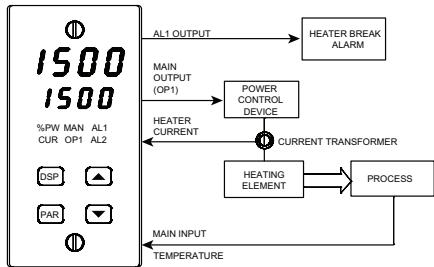 1500
1500
%PW MAN AL1
CUR OP1 AL2
DSP
PAR
AL1 OUTPUT
HEATER BREAK
ALARM
MAIN
OUTPUT
(OP1)
POWER
CONTROL
DEVICE
HEATER
CURRENT
CURRENT TRANSFORMER
HEATING
ELEMENT
PROCESS
MAIN INPUT
TEMPERATURE